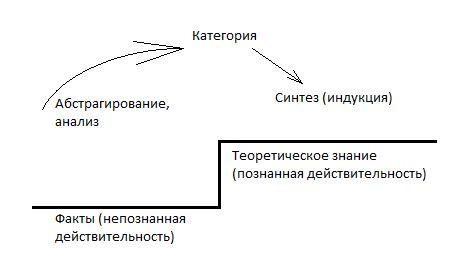 Категория
Абстрагирование,
анализ
Синтез (индукция)
Теоретическое знание
(познанная действительность)
Факты (непознанная
действительность)